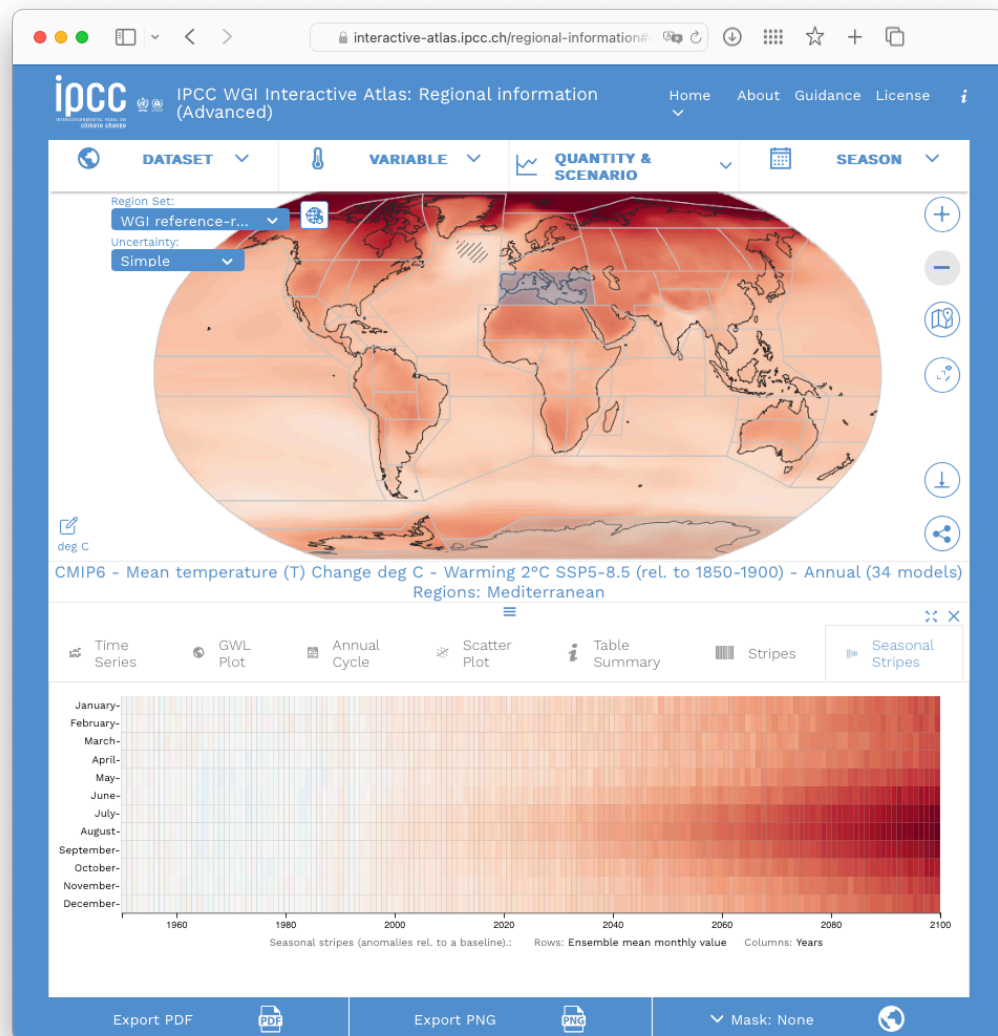 interactive-atlas.ipcc.ch/regional-information#
ipcc
INTERGOVERNMENTAL PANEL ON
climate change
IPCC WGI Interactive Atlas: Regional information
(Advanced)
Home
About
Guidance
License
i
DATASET
VARIABLE
QUANTITY &
SCENARIO
SEASON
Region Set:
WGI reference-r...
Uncertainty:
Simple
deg C
CMIP6 - Mean temperature (T) Change deg C - Warming 2°C SSP5-8.5 (rel. to 1850-1900) - Annual (34 models)
Regions: Mediterranean
Time
Series
GWL
Plot
Annual
Cycle
Scatter
Plot
Table
Summary
Stripes
Seasonal
Stripes
January-
February-
March-
April-
May-
June-
July-
August-
September-
October-
November-
December-
1960 1980 2000 2020 2040 2060 2080 2100
Seasonal stripes (anomalies rel. to a baseline).: Rows: Ensemble mean monthly value Columns: Years
Export PDF
PDF
Export PNG
PNG
Mask: None